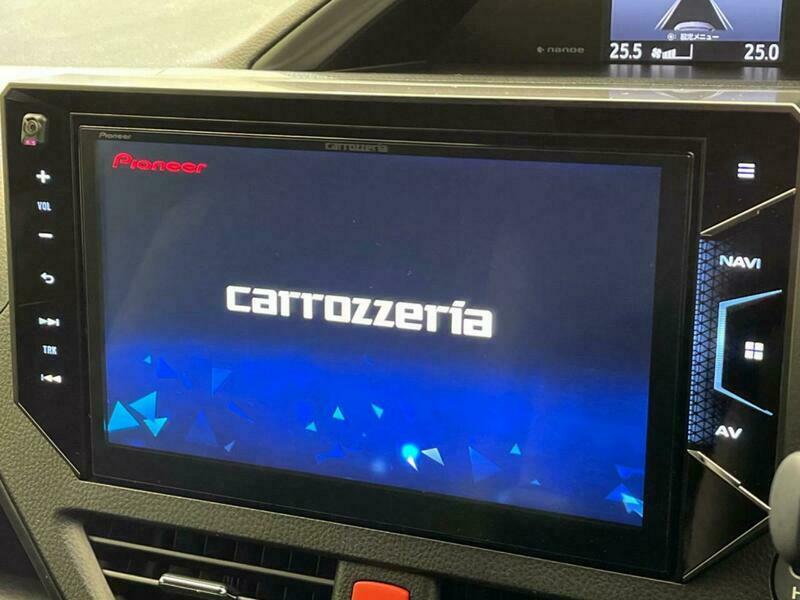 設定メニュー
nanoe
25.5
25.0
Pioneer
carrozzeria
Pioneer
carrozzeria
VOL
TRK
NAVI
AV
H